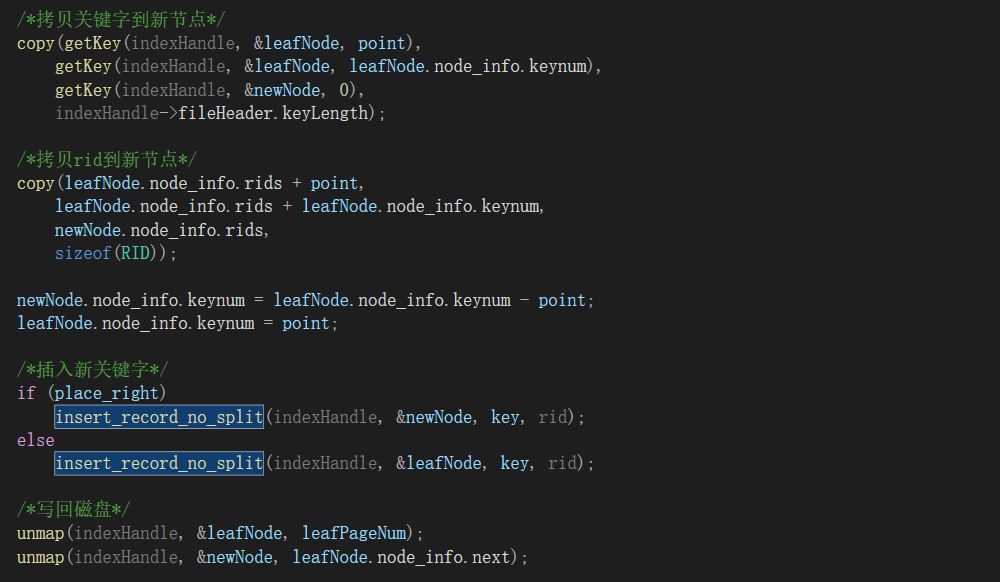 /*拷贝关键字到新节点*/
copy(getKey(indexHandle, &leafNode, point),
    getKey(indexHandle, &leafNode, leafNode.node_info.keynum),
    getKey(indexHandle, &newNode, 0),
    indexHandle->fileHeader.keyLength);

/*拷贝rid到新节点*/
copy(leafNode.node_info.rids + point,
    leafNode.node_info.rids + leafNode.node_info.keynum,
    newNode.node_info.rids,
    sizeof(RID));

newNode.node_info.keynum = leafNode.node_info.keynum - point;
leafNode.node_info.keynum = point;

/*插入新关键字*/
if (place_right)
    insert_record_no_split(indexHandle, &newNode, key, rid);
else
    insert_record_no_split(indexHandle, &leafNode, key, rid);

/*写回磁盘*/
unmap(indexHandle, &leafNode, leafPageNum);
unmap(indexHandle, &newNode, leafNode.node_info.next);